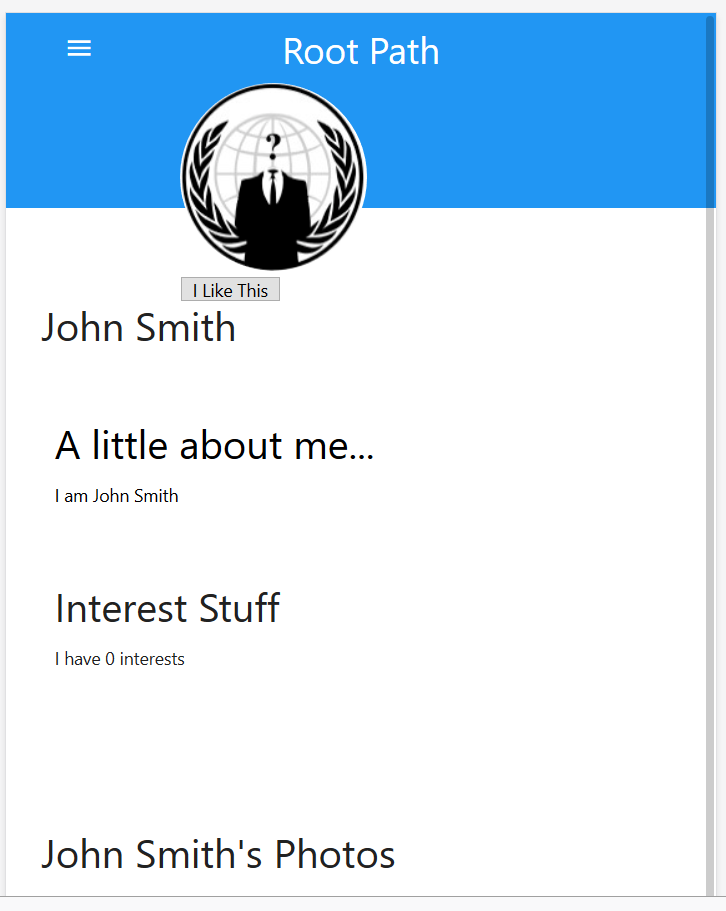 Root Path
?
I Like This
John Smith
A little about me...
I am John Smith
Interest Stuff
I have 0 interests
John Smith's Photos